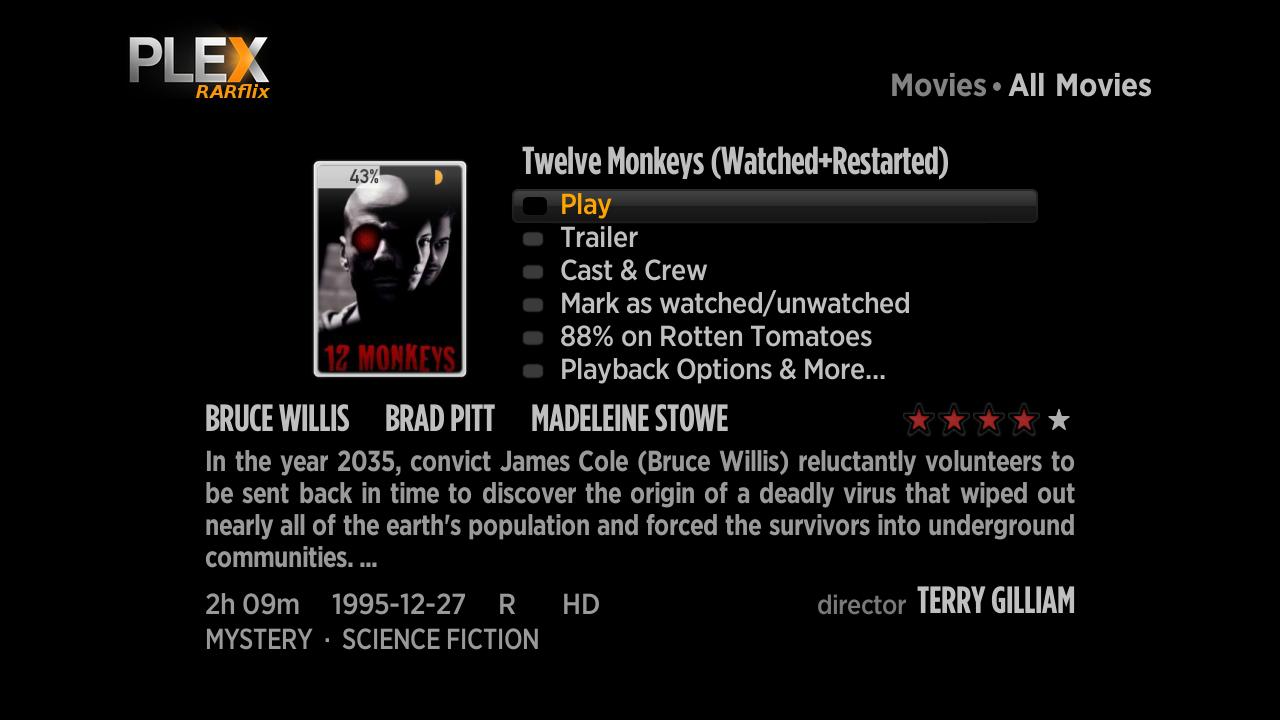 PLEX
RARflix
Movies • All Movies
Twelve Monkeys (Watched+Restarted)
43%
12 MONKEYS
Play
Trailer
Cast & Crew
Mark as watched/unwatched
88% on Rotten Tomatoes
Playback Options & More...
BRUCE WILLIS BRAD PITT MADELEINE STOWE
In the year 2035, convict James Cole (Bruce Willis) reluctantly volunteers to
be sent back in time to discover the origin of a deadly virus that wiped out
nearly all of the earth's population and forced the survivors into underground
communities. ...
2h 09m 1995-12-27 R HD director TERRY GILLIAM
MYSTERY · SCIENCE FICTION